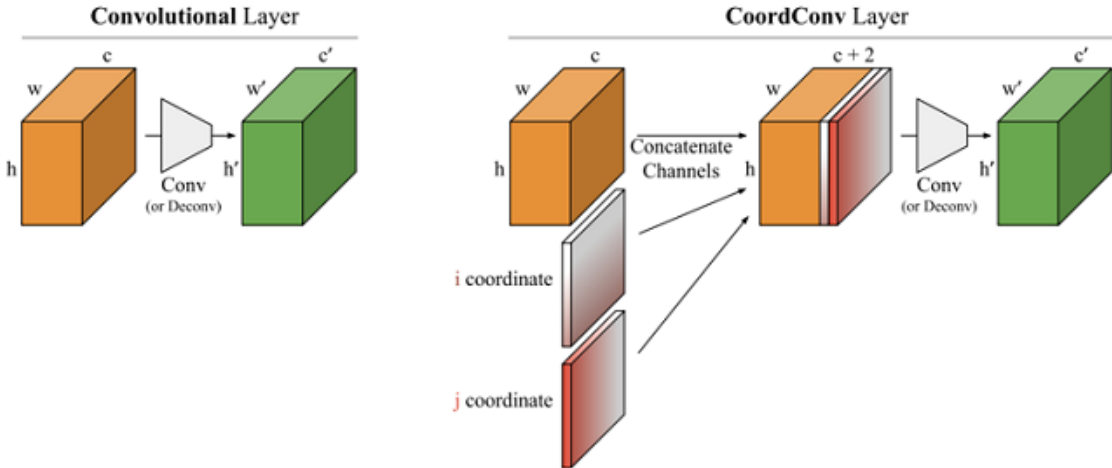 Convolutional Layer
c
w
h
Conv
(or Deconv)
c′
w′
h′
CoordConv Layer
c
w
h
i coordinate
j coordinate
Concatenate
Channels
c + 2
w
h
Conv
(or Deconv)
c′
w′
h′